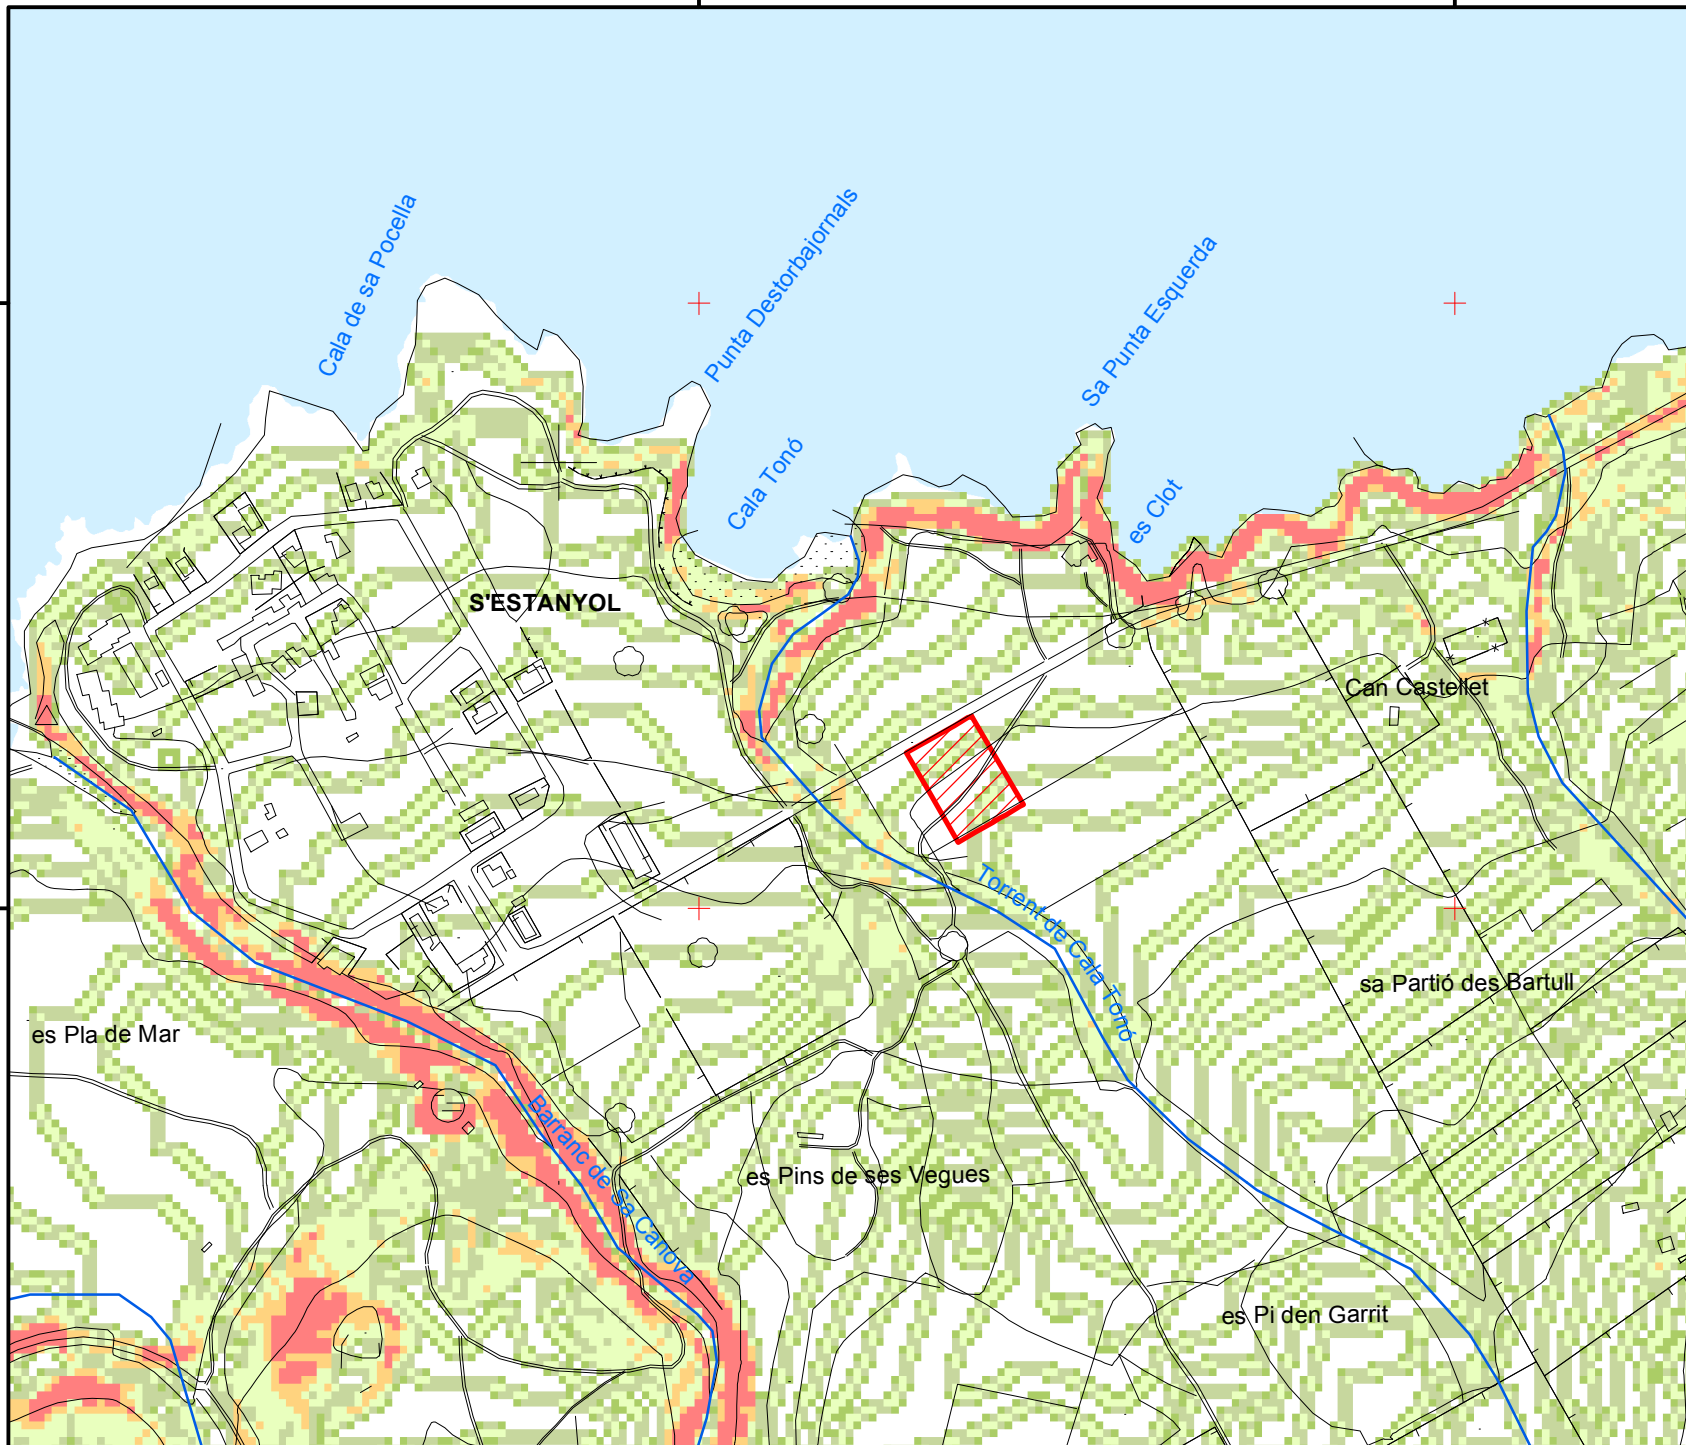 Cala de sa Pocella
Punta Destorbajornals
Sa Punta Esquerda
Cala Tonó
es Clot
S'ESTANYOL
Can Castellet
Torrent de Cala Tonó
sa Partió des Bartull
es Pla de Mar
Barranc de Sa Canova
es Pins de ses Vegues
es Pi den Garrit